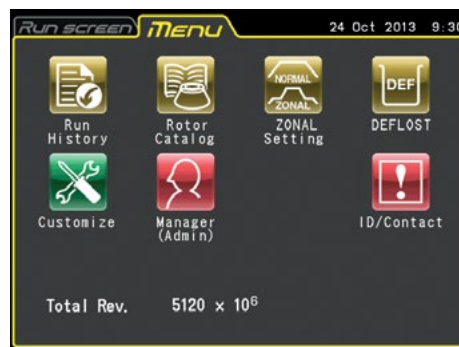 Run screen Menu 24 Oct 2013 9:30
NORMAL
ZONAL
DEF
Run History
Rotor Catalog
ZONAL Setting
DEFLOST
Customize
Manager (Admin)
ID/Contact
Total Rev. 5120 × 10⁶